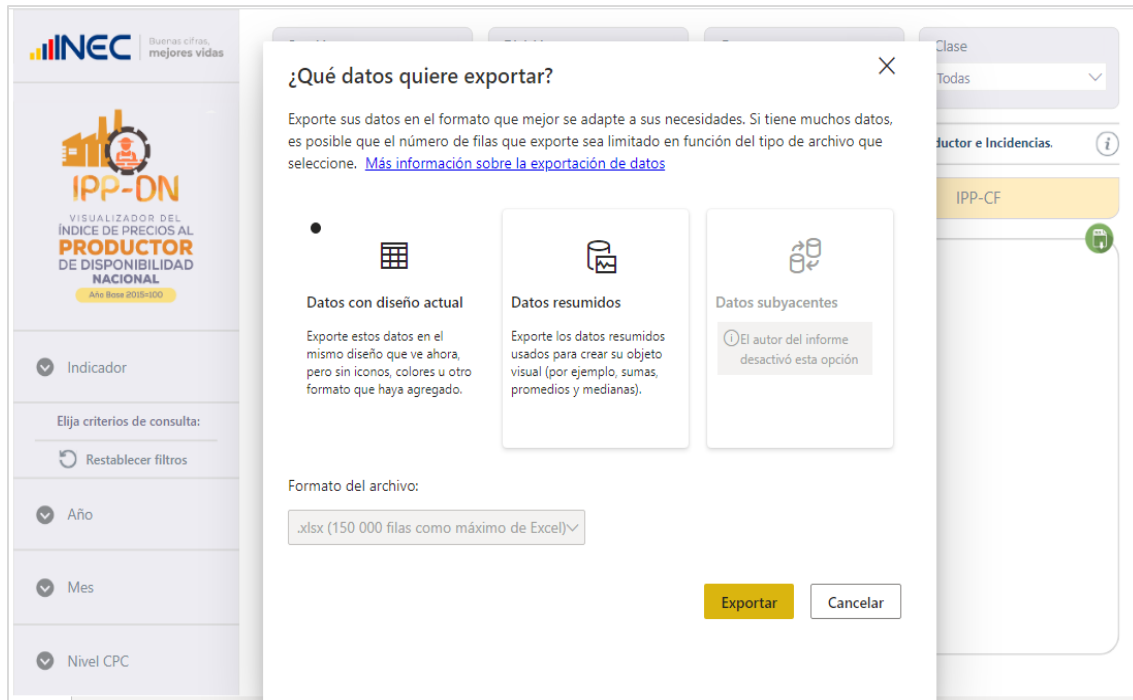 INEC
Buenas cifras,
mejores vidas
IPP-DN
VISUALIZADOR DEL
ÍNDICE DE PRECIOS AL
PRODUCTOR
DE DISPONIBILIDAD
NACIONAL
Año Base 2015=100
Indicador
Elija criterios de consulta:
Restablecer filtros
Año
Mes
Nivel CPC
Clase
Todas
ductor e Incidencias.
IPP-CF
¿Qué datos quiere exportar?
Exporte sus datos en el formato que mejor se adapte a sus necesidades. Si tiene muchos datos,
es posible que el número de filas que exporte sea limitado en función del tipo de archivo que
seleccione. Más información sobre la exportación de datos
Datos con diseño actual
Exporte estos datos en el
mismo diseño que ve ahora,
pero sin iconos, colores u otro
formato que haya agregado.
Datos resumidos
Exporte los datos resumidos
usados para crear su objeto
visual (por ejemplo, sumas,
promedios y medianas).
Datos subyacentes
El autor del informe
desactivó esta opción
Formato del archivo:
.xlsx (150 000 filas como máximo de Excel)
Exportar
Cancelar